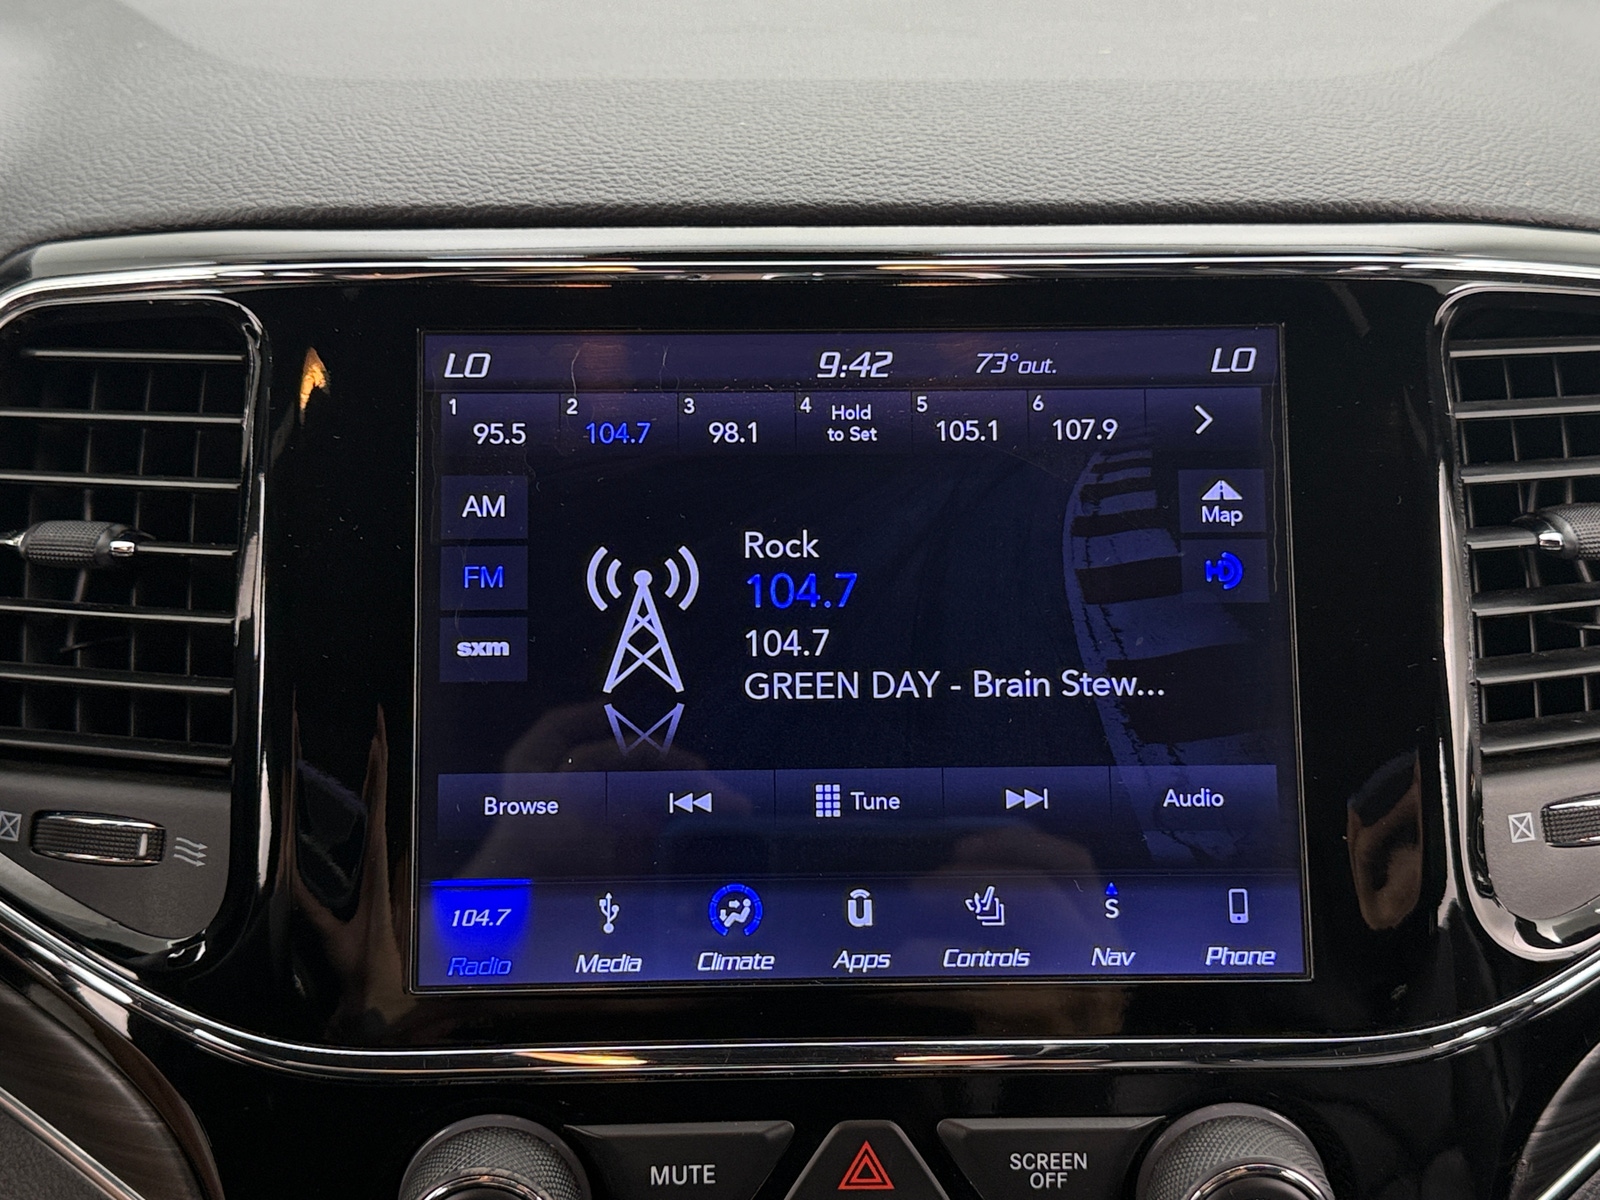 LO 9:42 73°out. LO
1 95.5 2 104.7 3 98.1 4 Hold to Set 5 105.1 6 107.9
AM
Map
FM
HD
sxm
Rock
104.7
104.7
GREEN DAY - Brain Stew...
Browse Tune Audio
104.7 u S
Radio Media Climate Apps Controls Nav Phone
MUTE
SCREEN
OFF